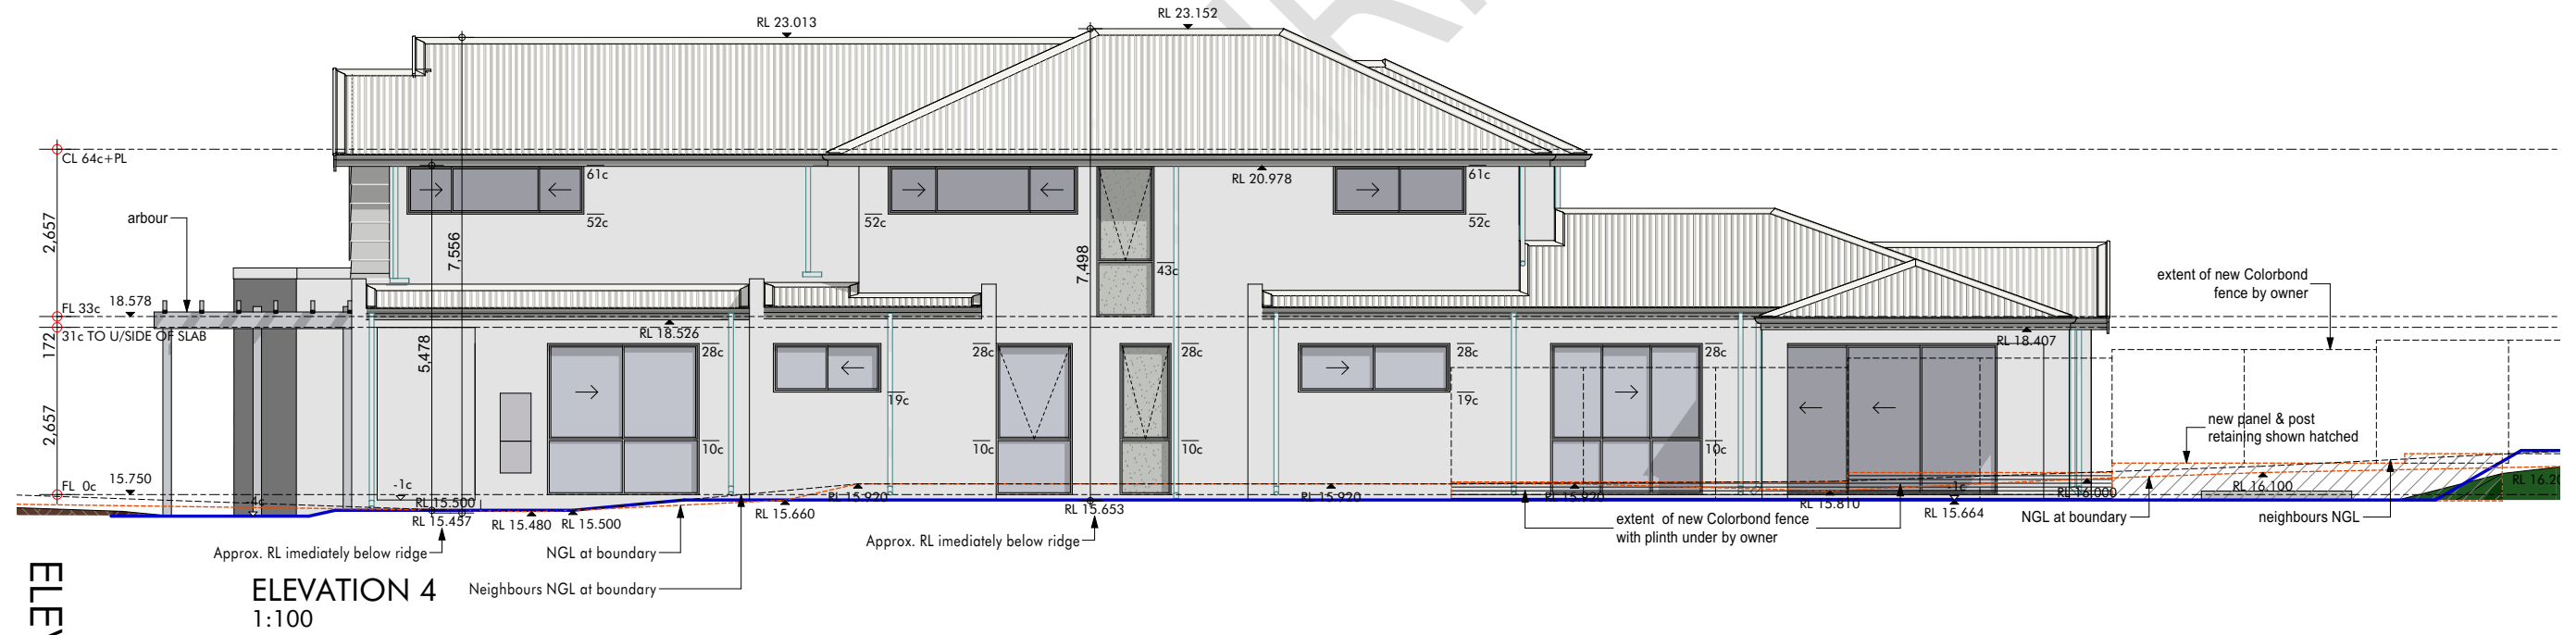 RL 23.152
RL 23.013
CL 64c+PL
61c
61c
RL 20.978
arbour
52c
52c
52c
2,657
7,556
7,498
43c
extent of new Colorbond
fence by owner
FL 33c 18.578
31c TO U/SIDE OF SLAB
172
RL 18.526
RL 18.407
5,478
28c
28c
28c
28c
28c
19c
19c
2,657
new panel & post
retaining shown hatched
10c
10c
10c
10c
FL 0c 15.750
-1c
-4c
-1c
RL 15.500
RL 15.920
RL 15.920
RL 15.920
RL 16.000
RL 16.100
RL 16.20
RL 15.457
RL 15.480
RL 15.500
RL 15.660
RL 15.653
RL 15.810
RL 15.664
extent of new Colorbond fence
with plinth under by owner
NGL at boundary
neighbours NGL
Approx. RL imediately below ridge
NGL at boundary
Approx. RL imediately below ridge
Neighbours NGL at boundary
ELEVATION 4
1:100
ELE